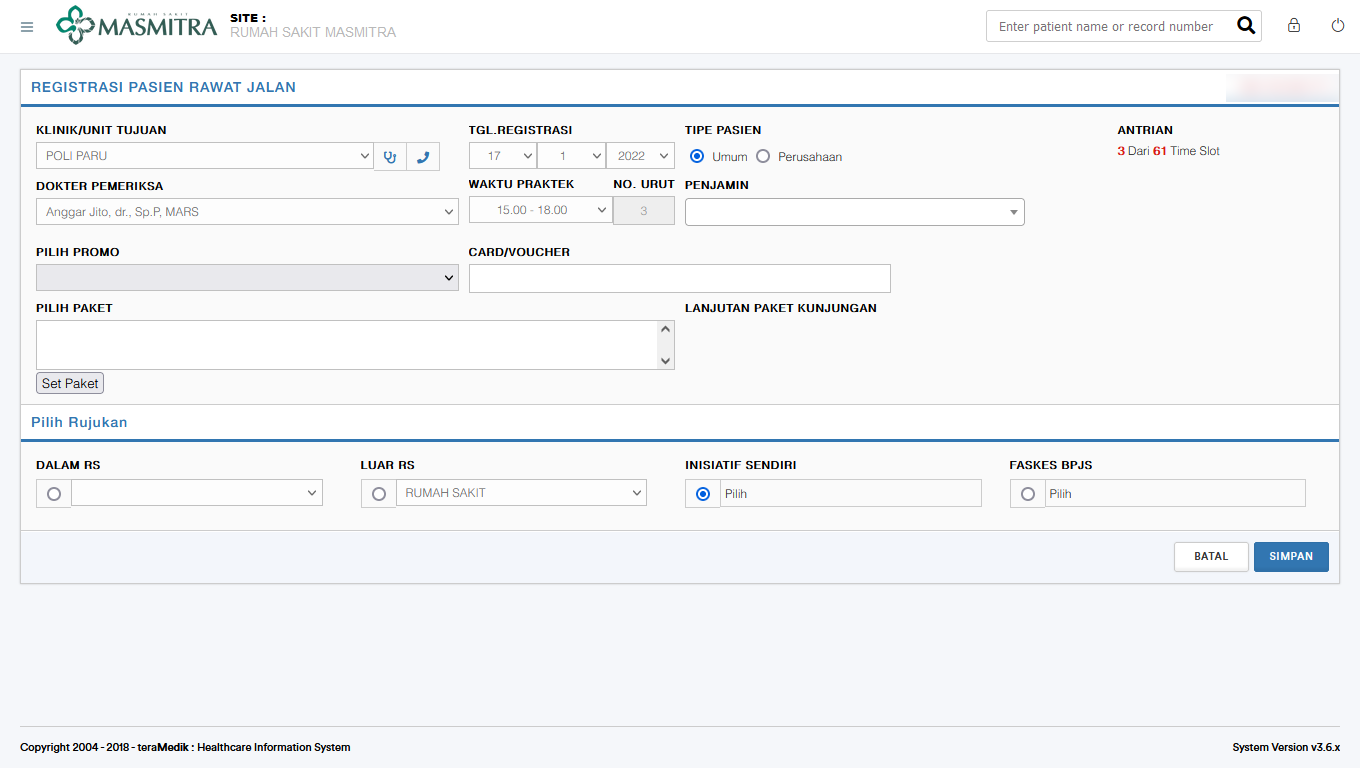 RUMAH SAKIT
MASMITRA
SITE :
RUMAH SAKIT MASMITRA
Enter patient name or record number
REGISTRASI PASIEN RAWAT JALAN
KLINIK/UNIT TUJUAN
TGL.REGISTRASI
TIPE PASIEN
ANTRIAN
POLI PARU
17
1
2022
Umum
Perusahaan
3 Dari 61 Time Slot
DOKTER PEMERIKSA
WAKTU PRAKTEK
NO. URUT
PENJAMIN
Anggar Jito, dr., Sp.P, MARS
15.00 - 18.00
3
PILIH PROMO
CARD/VOUCHER
PILIH PAKET
LANJUTAN PAKET KUNJUNGAN
Set Paket
Pilih Rujukan
DALAM RS
LUAR RS
INISIATIF SENDIRI
FASKES BPJS
RUMAH SAKIT
Pilih
Pilih
BATAL
SIMPAN
Copyright 2004 - 2018 - teraMedik : Healthcare Information System
System Version v3.6.x